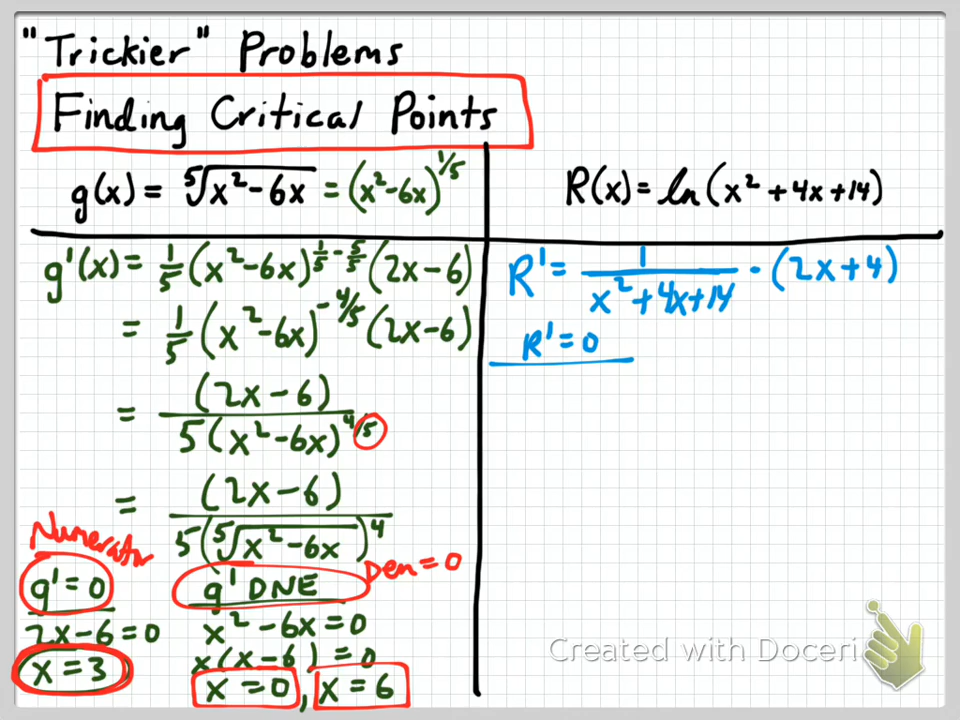 "Trickier" Problems
Finding Critical Points
g(x) = ⁵√(x² - 6x) = (x² - 6x)^(1/5)
g'(x) = 1/5 (x² - 6x)^(1/5 - 5/5) (2x - 6)
= 1/5 (x² - 6x)^(-4/5) (2x - 6)
= (2x - 6) / 5(x² - 6x)^(4/5)
= (2x - 6) / 5(⁵√(x² - 6x))^4
Numerator
g' = 0
2x - 6 = 0
x = 3
g' DNE
Den = 0
x² - 6x = 0
x(x - 6) = 0
x = 0, x = 6
R(x) = ln(x² + 4x + 14)
R' = 1 / x² + 4x + 14 · (2x + 4)
R' = 0
Created with Doceri